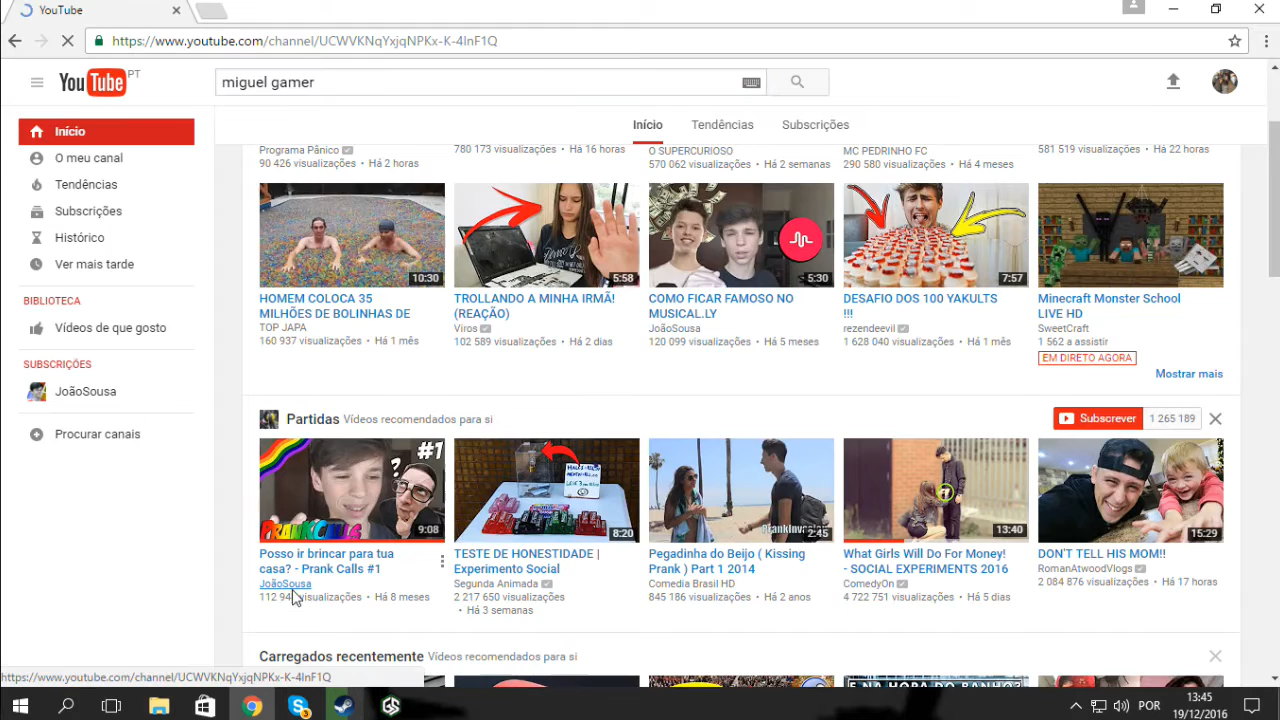 YouTube
https://www.youtube.com/channel/UCWVKNqYxjqNPKx-K-4lnF1Q
YouTube PT
miguel gamer
Início
Tendências
Subscrições
Início
O meu canal
Tendências
Subscrições
Histórico
Ver mais tarde
BIBLIOTECA
Vídeos de que gosto
SUBSCRIÇÕES
JoãoSousa
Procurar canais
Programa Pânico
90 426 visualizações • Há 2 horas
780 173 visualizações • Há 16 horas
O SUPERCURIOSO
570 062 visualizações • Há 2 semanas
MC PEDRINHO FC
290 580 visualizações • Há 4 meses
581 519 visualizações • Há 22 horas
10:30
HOMEM COLOCA 35
MILHÕES DE BOLINHAS DE
TOP JAPA
160 937 visualizações • Há 1 mês
5:58
TROLLANDO A MINHA IRMÃ!
(REAÇÃO)
Viros
102 589 visualizações • Há 2 dias
5:30
COMO FICAR FAMOSO NO
MUSICAL.LY
JoãoSousa
120 099 visualizações • Há 5 meses
7:57
DESAFIO DOS 100 YAKULTS
!!!
rezendeevil
1 628 040 visualizações • Há 1 mês
Minecraft Monster School
LIVE HD
SweetCraft
1 562 a assistir
EM DIRETO AGORA
Mostrar mais
Partidas Vídeos recomendados para si
Subscrever 1 265 189
#1
?
PRANKCALLS
9:08
Posso ir brincar para tua
casa? - Prank Calls #1
JoãoSousa
112 94 visualizações • Há 8 meses
8:20
TESTE DE HONESTIDADE |
Experimento Social
Segunda Animada
2 217 650 visualizações
• Há 3 semanas
PrankInvasion
2:45
Pegadinha do Beijo ( Kissing
Prank ) Part 1 2014
Comedia Brasil HD
845 186 visualizações • Há 2 anos
13:40
What Girls Will Do For Money!
- SOCIAL EXPERIMENTS 2016
ComedyOn
4 722 751 visualizações • Há 5 dias
15:29
DON'T TELL HIS MOM!!
RomanAtwoodVlogs
2 084 876 visualizações • Há 17 horas
Carregados recentemente Vídeos recomendados para si
https://www.youtube.com/channel/UCWVKNqYxjqNPKx-K-4lnF1Q
3
POR
13:45
19/12/2016